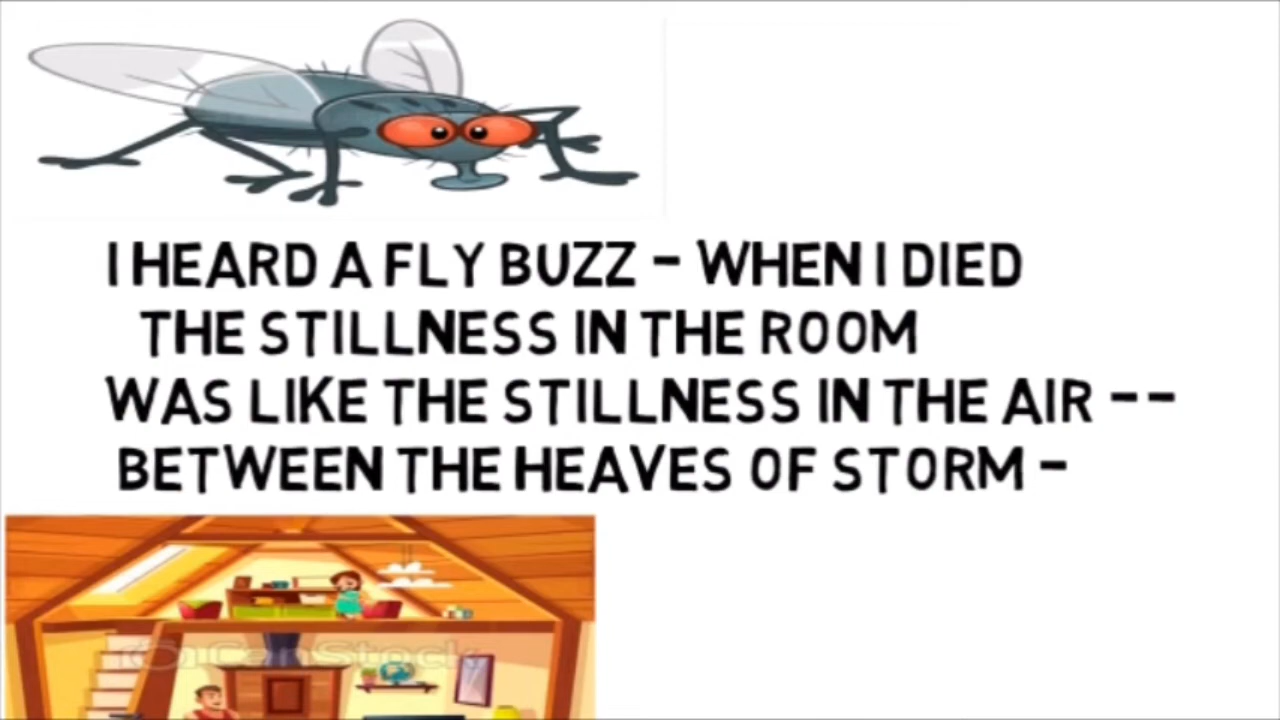 I HEARD A FLY BUZZ - WHEN I DIED
THE STILLNESS IN THE ROOM
WAS LIKE THE STILLNESS IN THE AIR --
BETWEEN THE HEAVES OF STORM -
CanStock